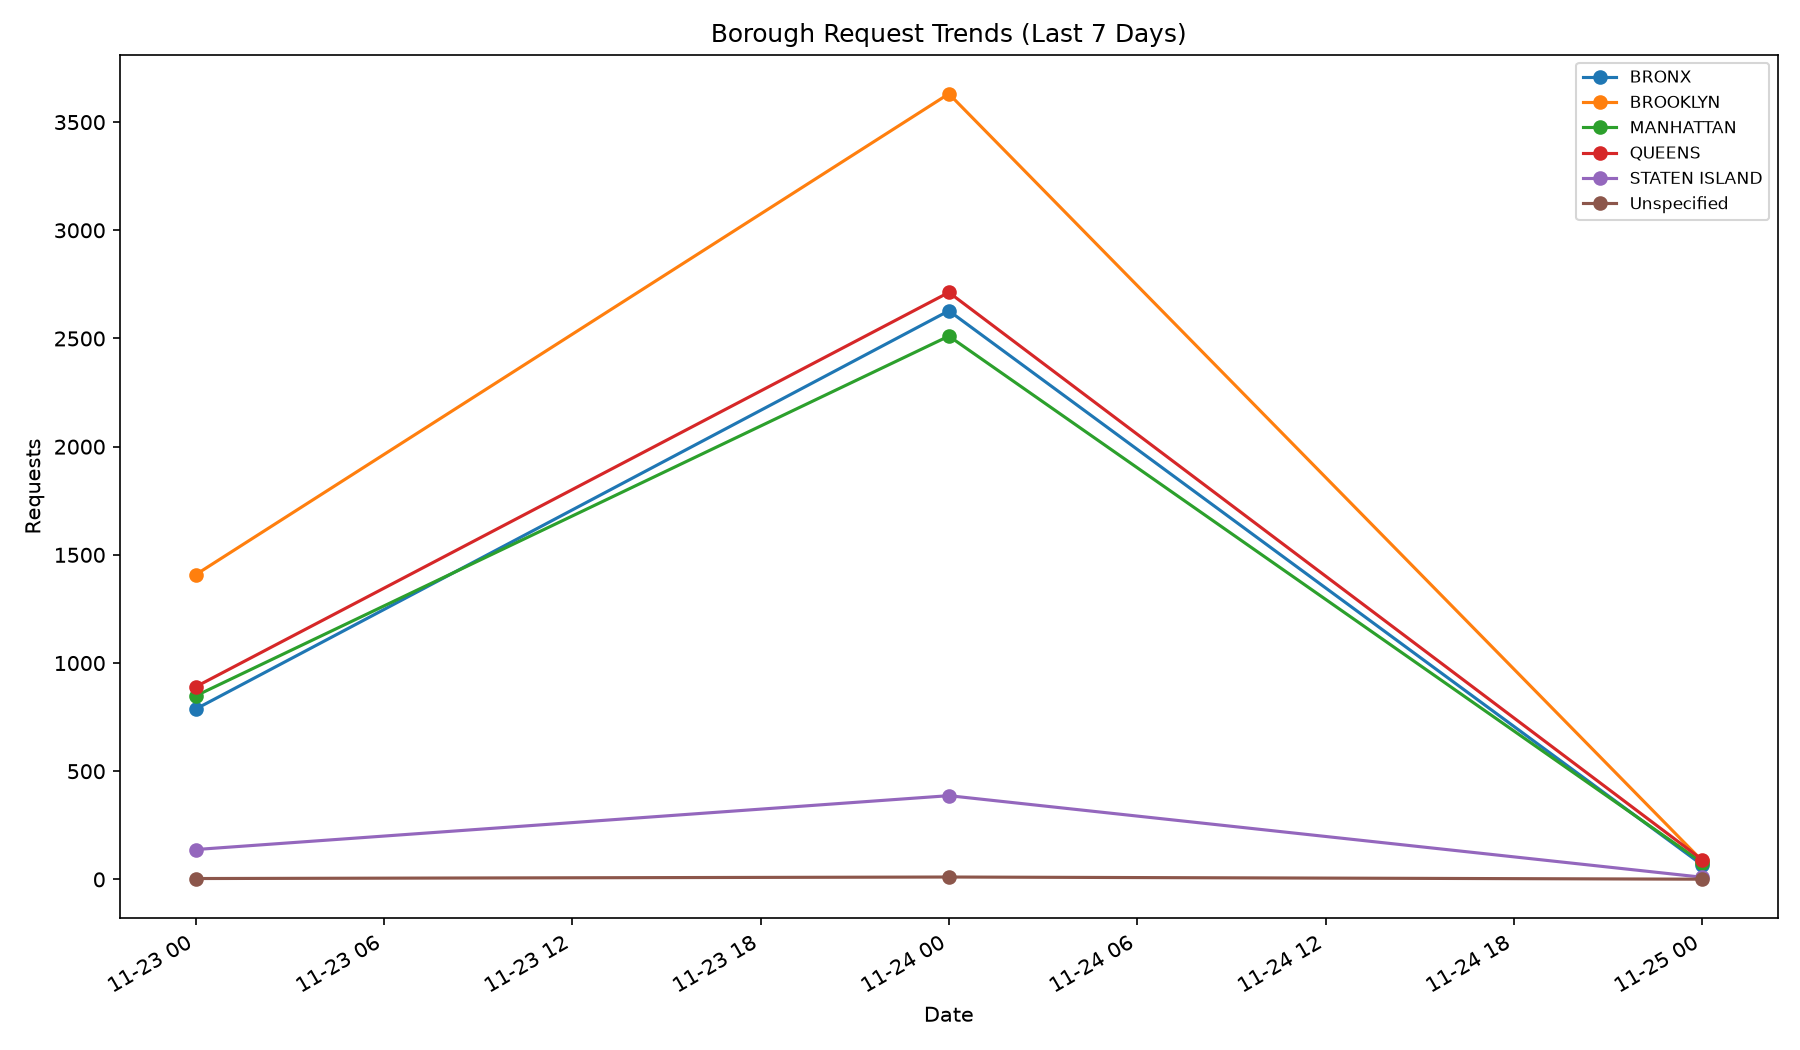 Borough Request Trends (Last 7 Days)
BRONX
BROOKLYN
MANHATTAN
QUEENS
STATEN ISLAND
Unspecified
Requests
3500
3000
2500
2000
1500
1000
500
0
11-23 00
11-23 06
11-23 12
11-23 18
11-24 00
11-24 06
11-24 12
11-24 18
11-25 00
Date